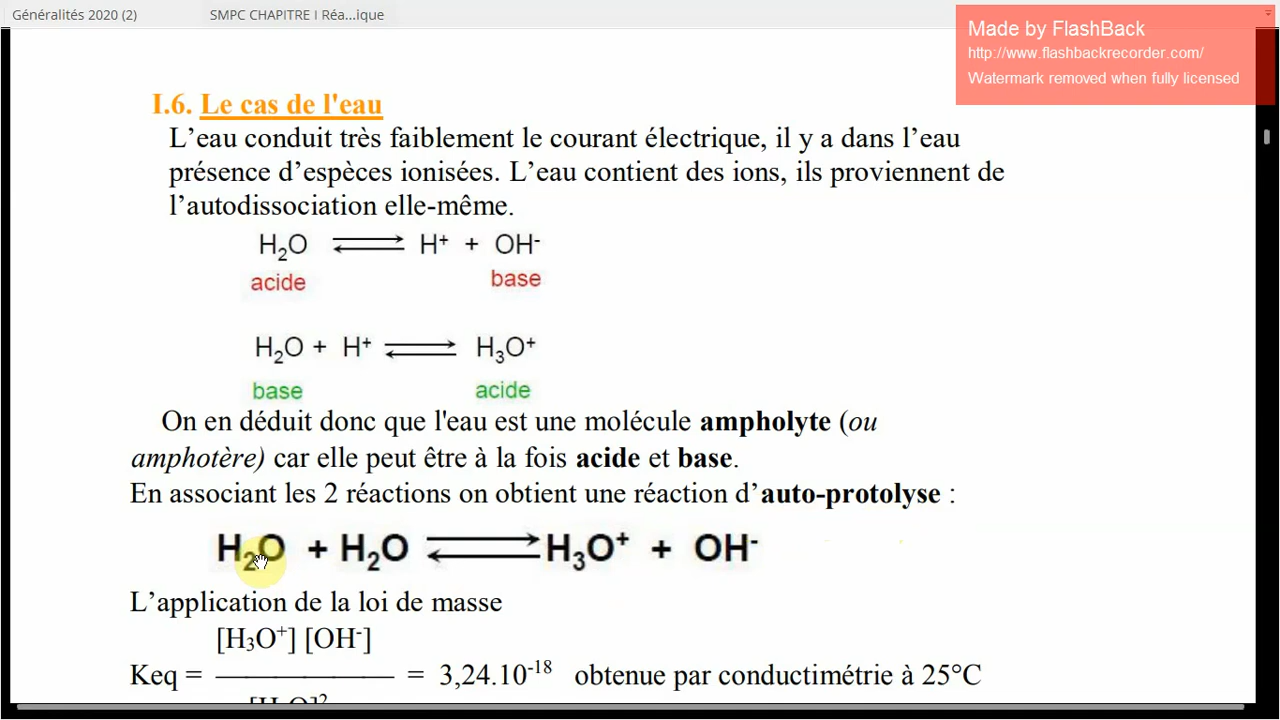 Généralités 2020 (2) SMPC CHAPITRE I Réa...ique
Made by FlashBack
http://www.flashbackrecorder.com/
Watermark removed when fully licensed
I.6. Le cas de l'eau
L’eau conduit très faiblement le courant électrique, il y a dans l’eau
présence d’espèces ionisées. L’eau contient des ions, ils proviennent de
l’autodissociation elle-même.
H₂O ⇌ H⁺ + OH⁻
acide base
H₂O + H⁺ ⇌ H₃O⁺
base acide
On en déduit donc que l'eau est une molécule ampholyte (ou
amphotère) car elle peut être à la fois acide et base.
En associant les 2 réactions on obtient une réaction d’auto-protolyse :
H₂O + H₂O ⇌ H₃O⁺ + OH⁻
L’application de la loi de masse
[H₃O⁺] [OH⁻]
Keq = ─────── = 3,24.10⁻¹⁸ obtenue par conductimétrie à 25°C
[H₂O]²